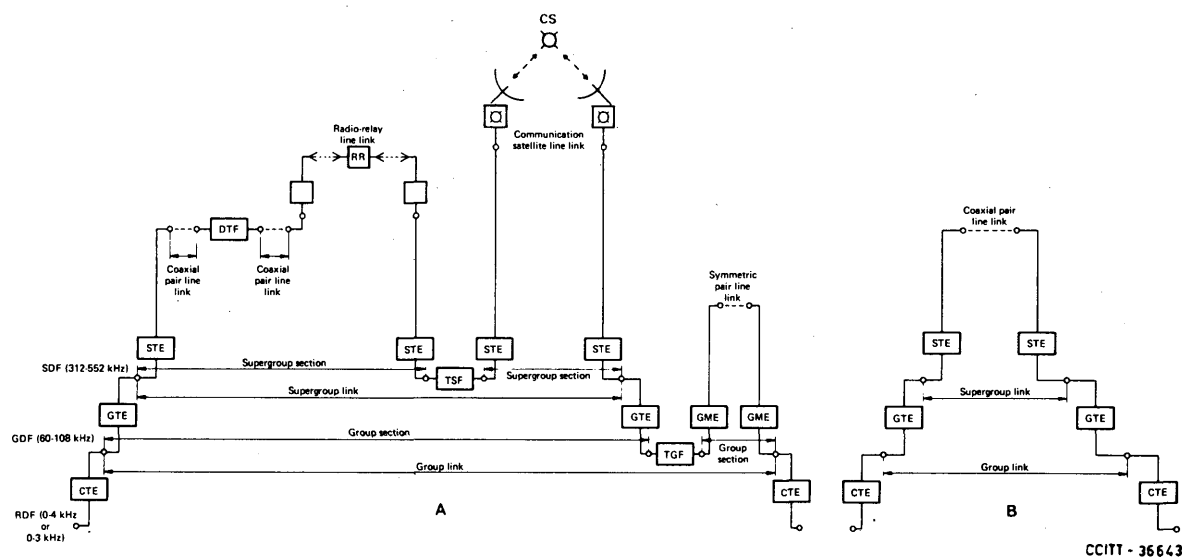 CS
Radio-relay
line link
RR
Communication
satellite line link
DTF
Coaxial
pair line
link
Coaxial
pair line
link
Coaxial pair
line link
Symmetric
pair line
link
STE
STE
STE
STE
STE
STE
SDF (312-552 kHz)
Supergroup section
TSF
Supergroup section
Supergroup link
Supergroup link
GTE
GTE
GME
GME
GTE
GTE
GDF (60-108 kHz)
Group section
TGF
Group
section
Group link
Group link
CTE
CTE
CTE
CTE
RDF (0-4 kHz
or
0-3 kHz)
A
B
CCITT - 36643